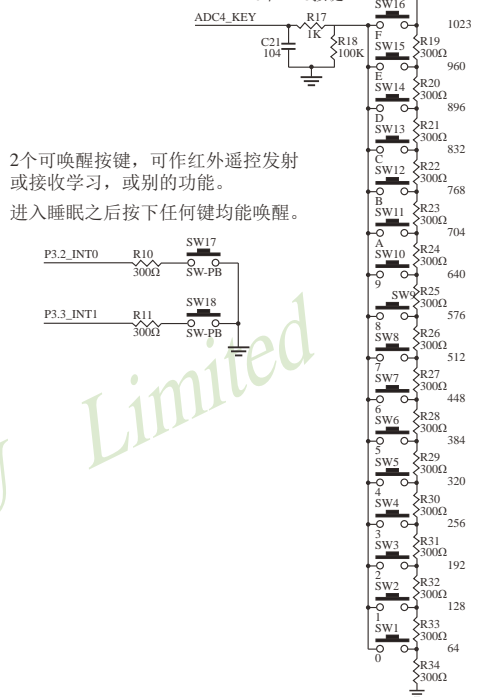 SW16
ADC4_KEY
R17
1K
C21
104
R18
100K
F
1023
SW15
R19
300Ω
E
960
SW14
R20
300Ω
D
896
SW13
R21
300Ω
C
832
SW12
R22
300Ω
B
768
SW11
R23
300Ω
A
704
SW10
R24
300Ω
9
640
SW9
R25
300Ω
8
576
SW8
R26
300Ω
7
512
SW7
R27
300Ω
6
448
SW6
R28
300Ω
5
384
SW5
R29
300Ω
4
320
SW4
R30
300Ω
3
256
SW3
R31
300Ω
2
192
SW2
R32
300Ω
1
128
SW1
R33
300Ω
0
64
R34
300Ω
2个可唤醒按键，可作红外遥控发射
或接收学习，或别的功能。
进入睡眠之后按下任何键均能唤醒。
P3.2_INT0
R10
300Ω
SW17
SW-PB
P3.3_INT1
R11
300Ω
SW18
SW-PB
Limited